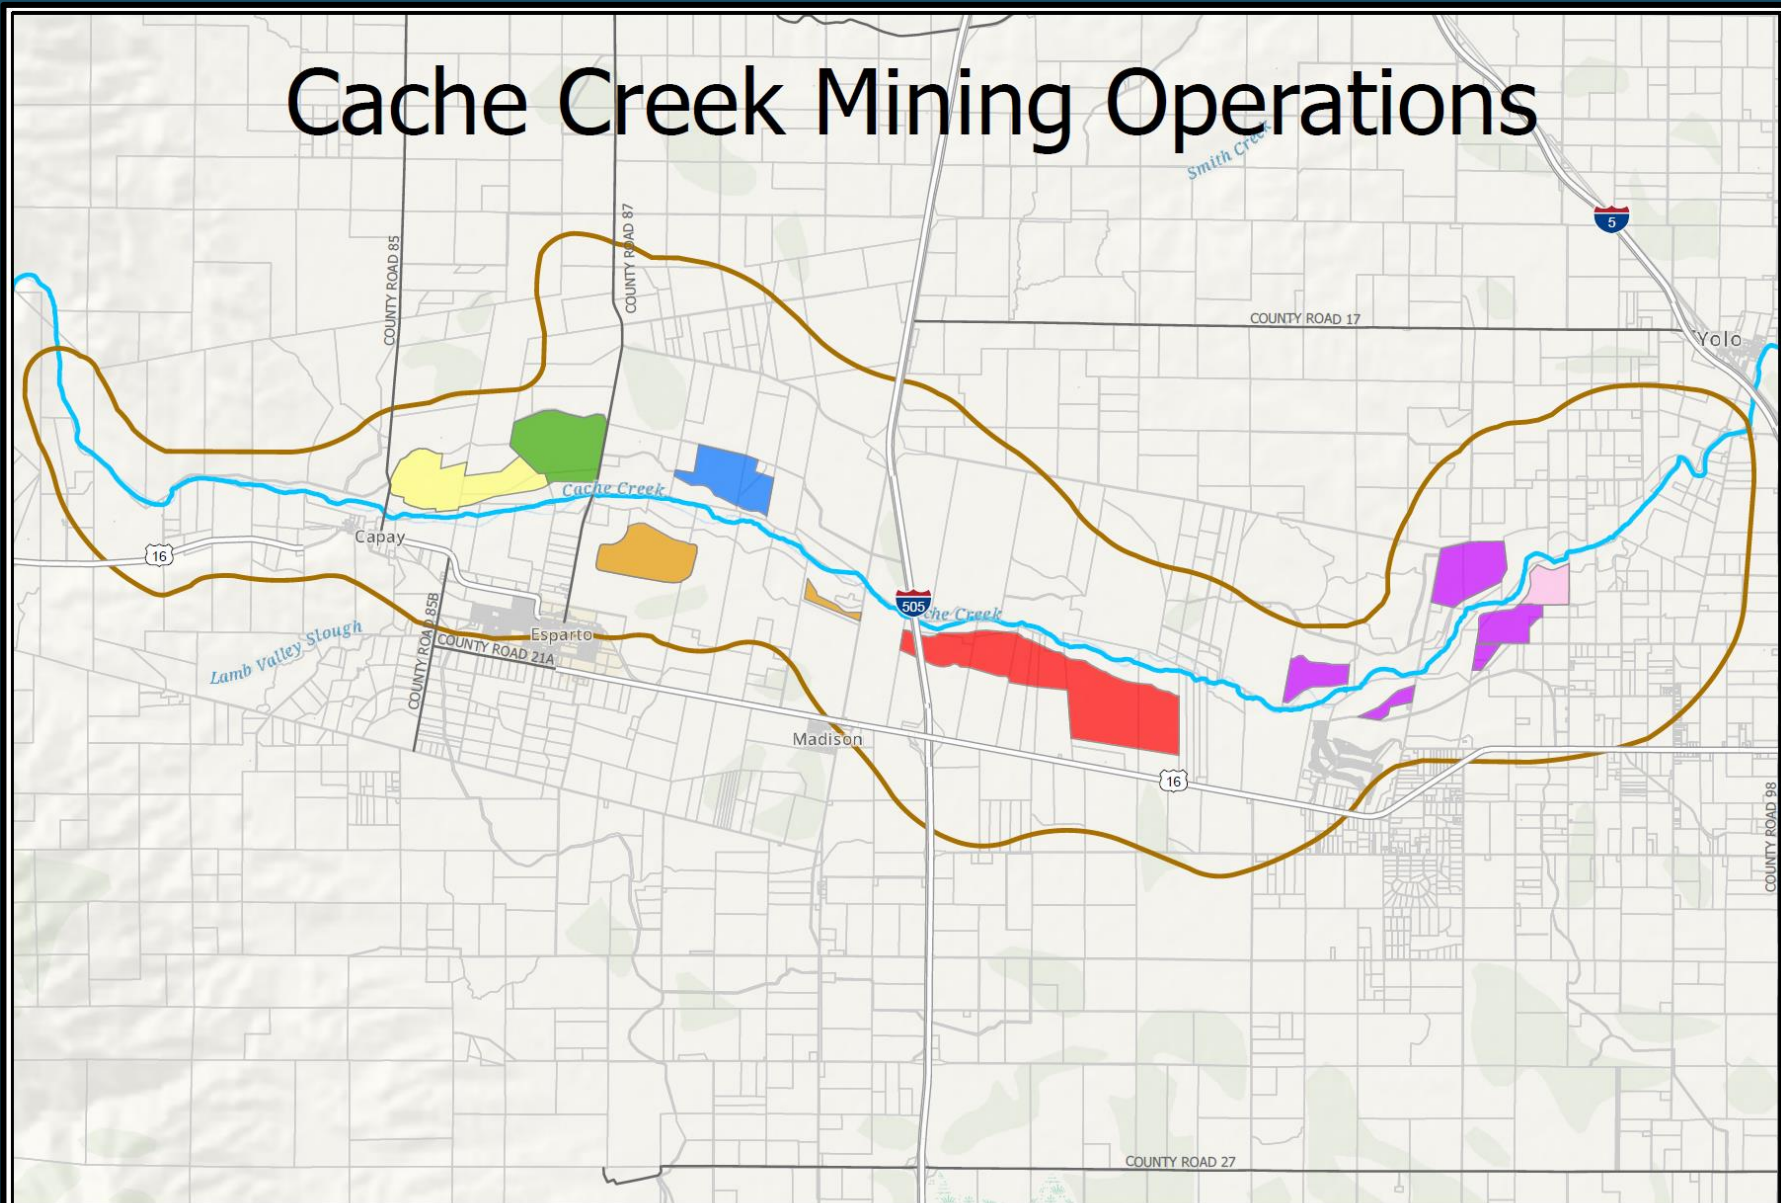 Cache Creek Mining Operations
Smith Creek
5
COUNTY ROAD 87
COUNTY ROAD 85
COUNTY ROAD 17
Yolo
Cache Creek
Capay
16
505
che Creek
COUNTY ROAD 85B
Esparto
Lamb Valley Slough
COUNTY ROAD 21A
Madison
16
COUNTY ROAD 98
COUNTY ROAD 27